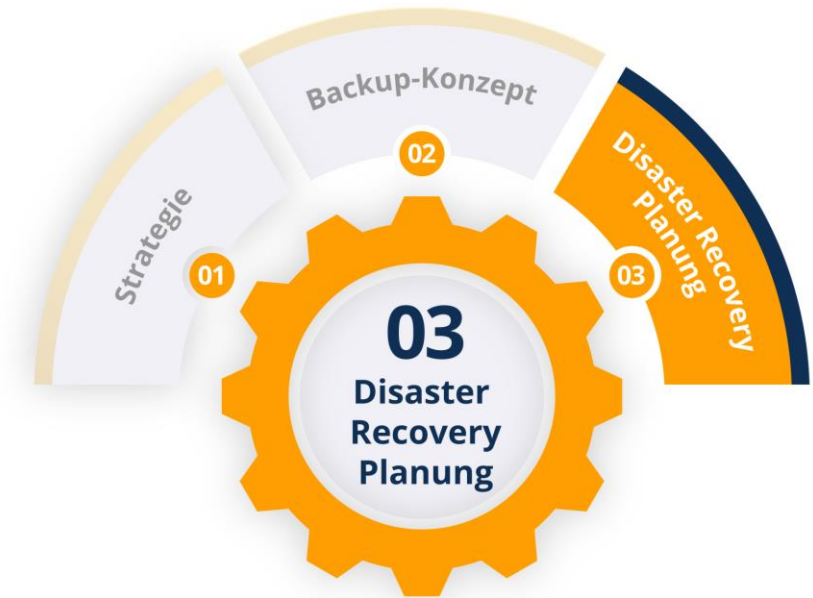 Strategie
01
Backup-Konzept
02
Disaster Recovery
Planung
03
03
Disaster
Recovery
Planung